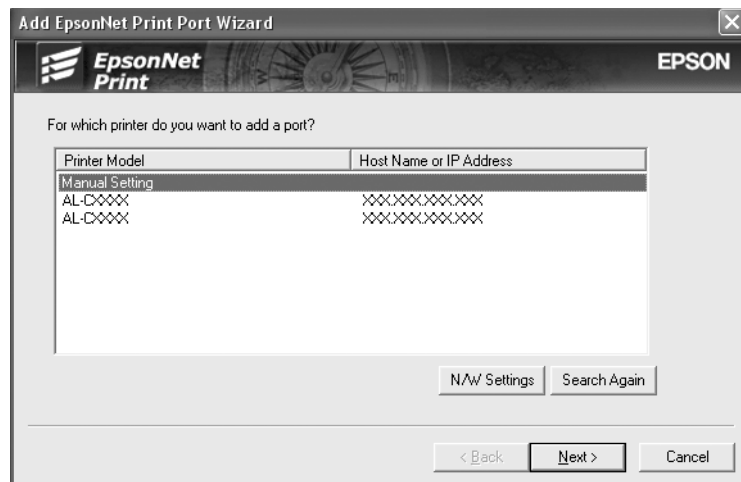 Add EpsonNet Print Port Wizard
EpsonNet
Print
EPSON
For which printer do you want to add a port?
Printer Model Host Name or IP Address
Manual Setting
AL-CXXXX XXX.XXX.XXX.XXX
AL-CXXXX XXX.XXX.XXX.XXX
N/W Settings Search Again
< Back Next > Cancel